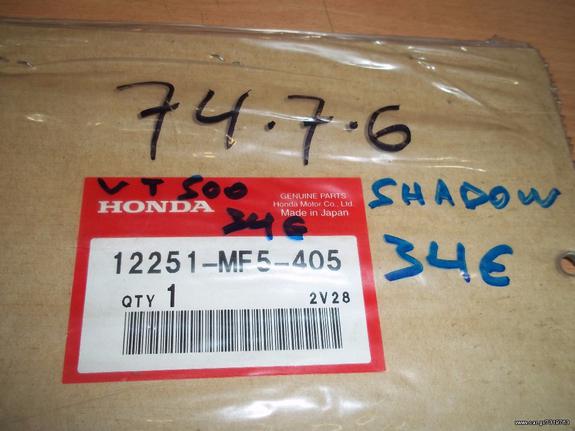 74.7.6
VT 500
34€
HONDA
GENUINE PARTS
Honda Motor Co., Ltd.
Made in Japan
12251-MF5-405
QTY 1
2V28
SHADOW
34€